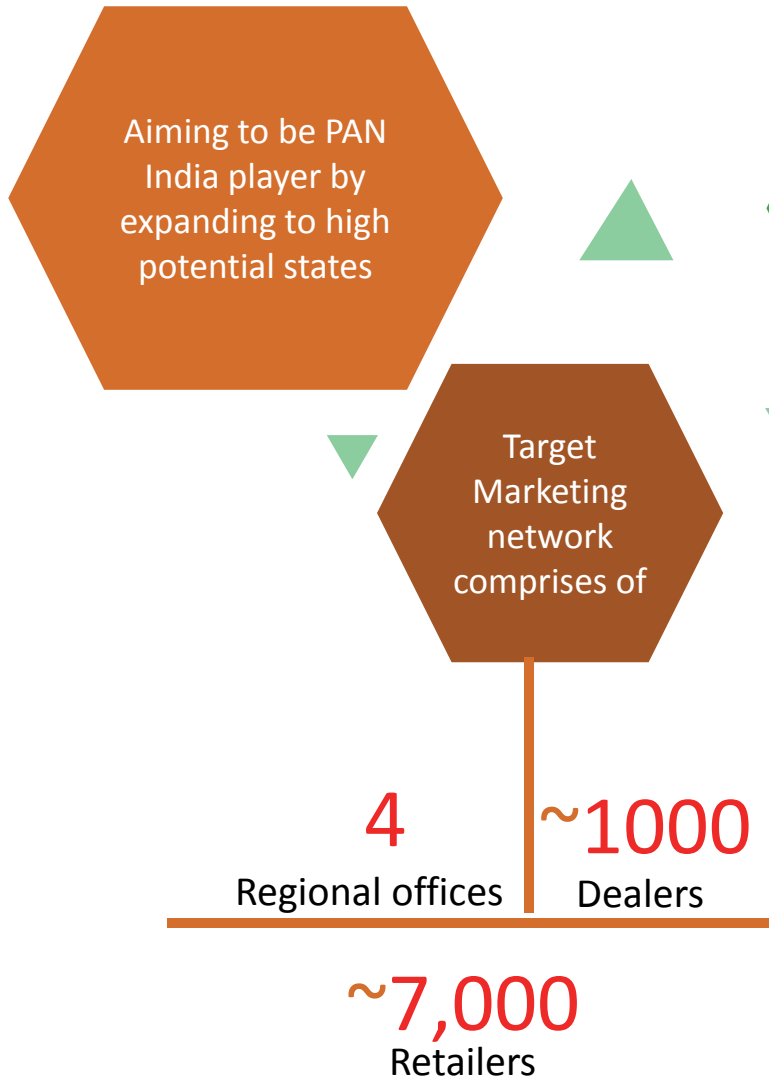 Aiming to be PAN
India player by
expanding to high
potential states
Target
Marketing
network
comprises of
4
Regional offices
~1000
Dealers
~7,000
Retailers